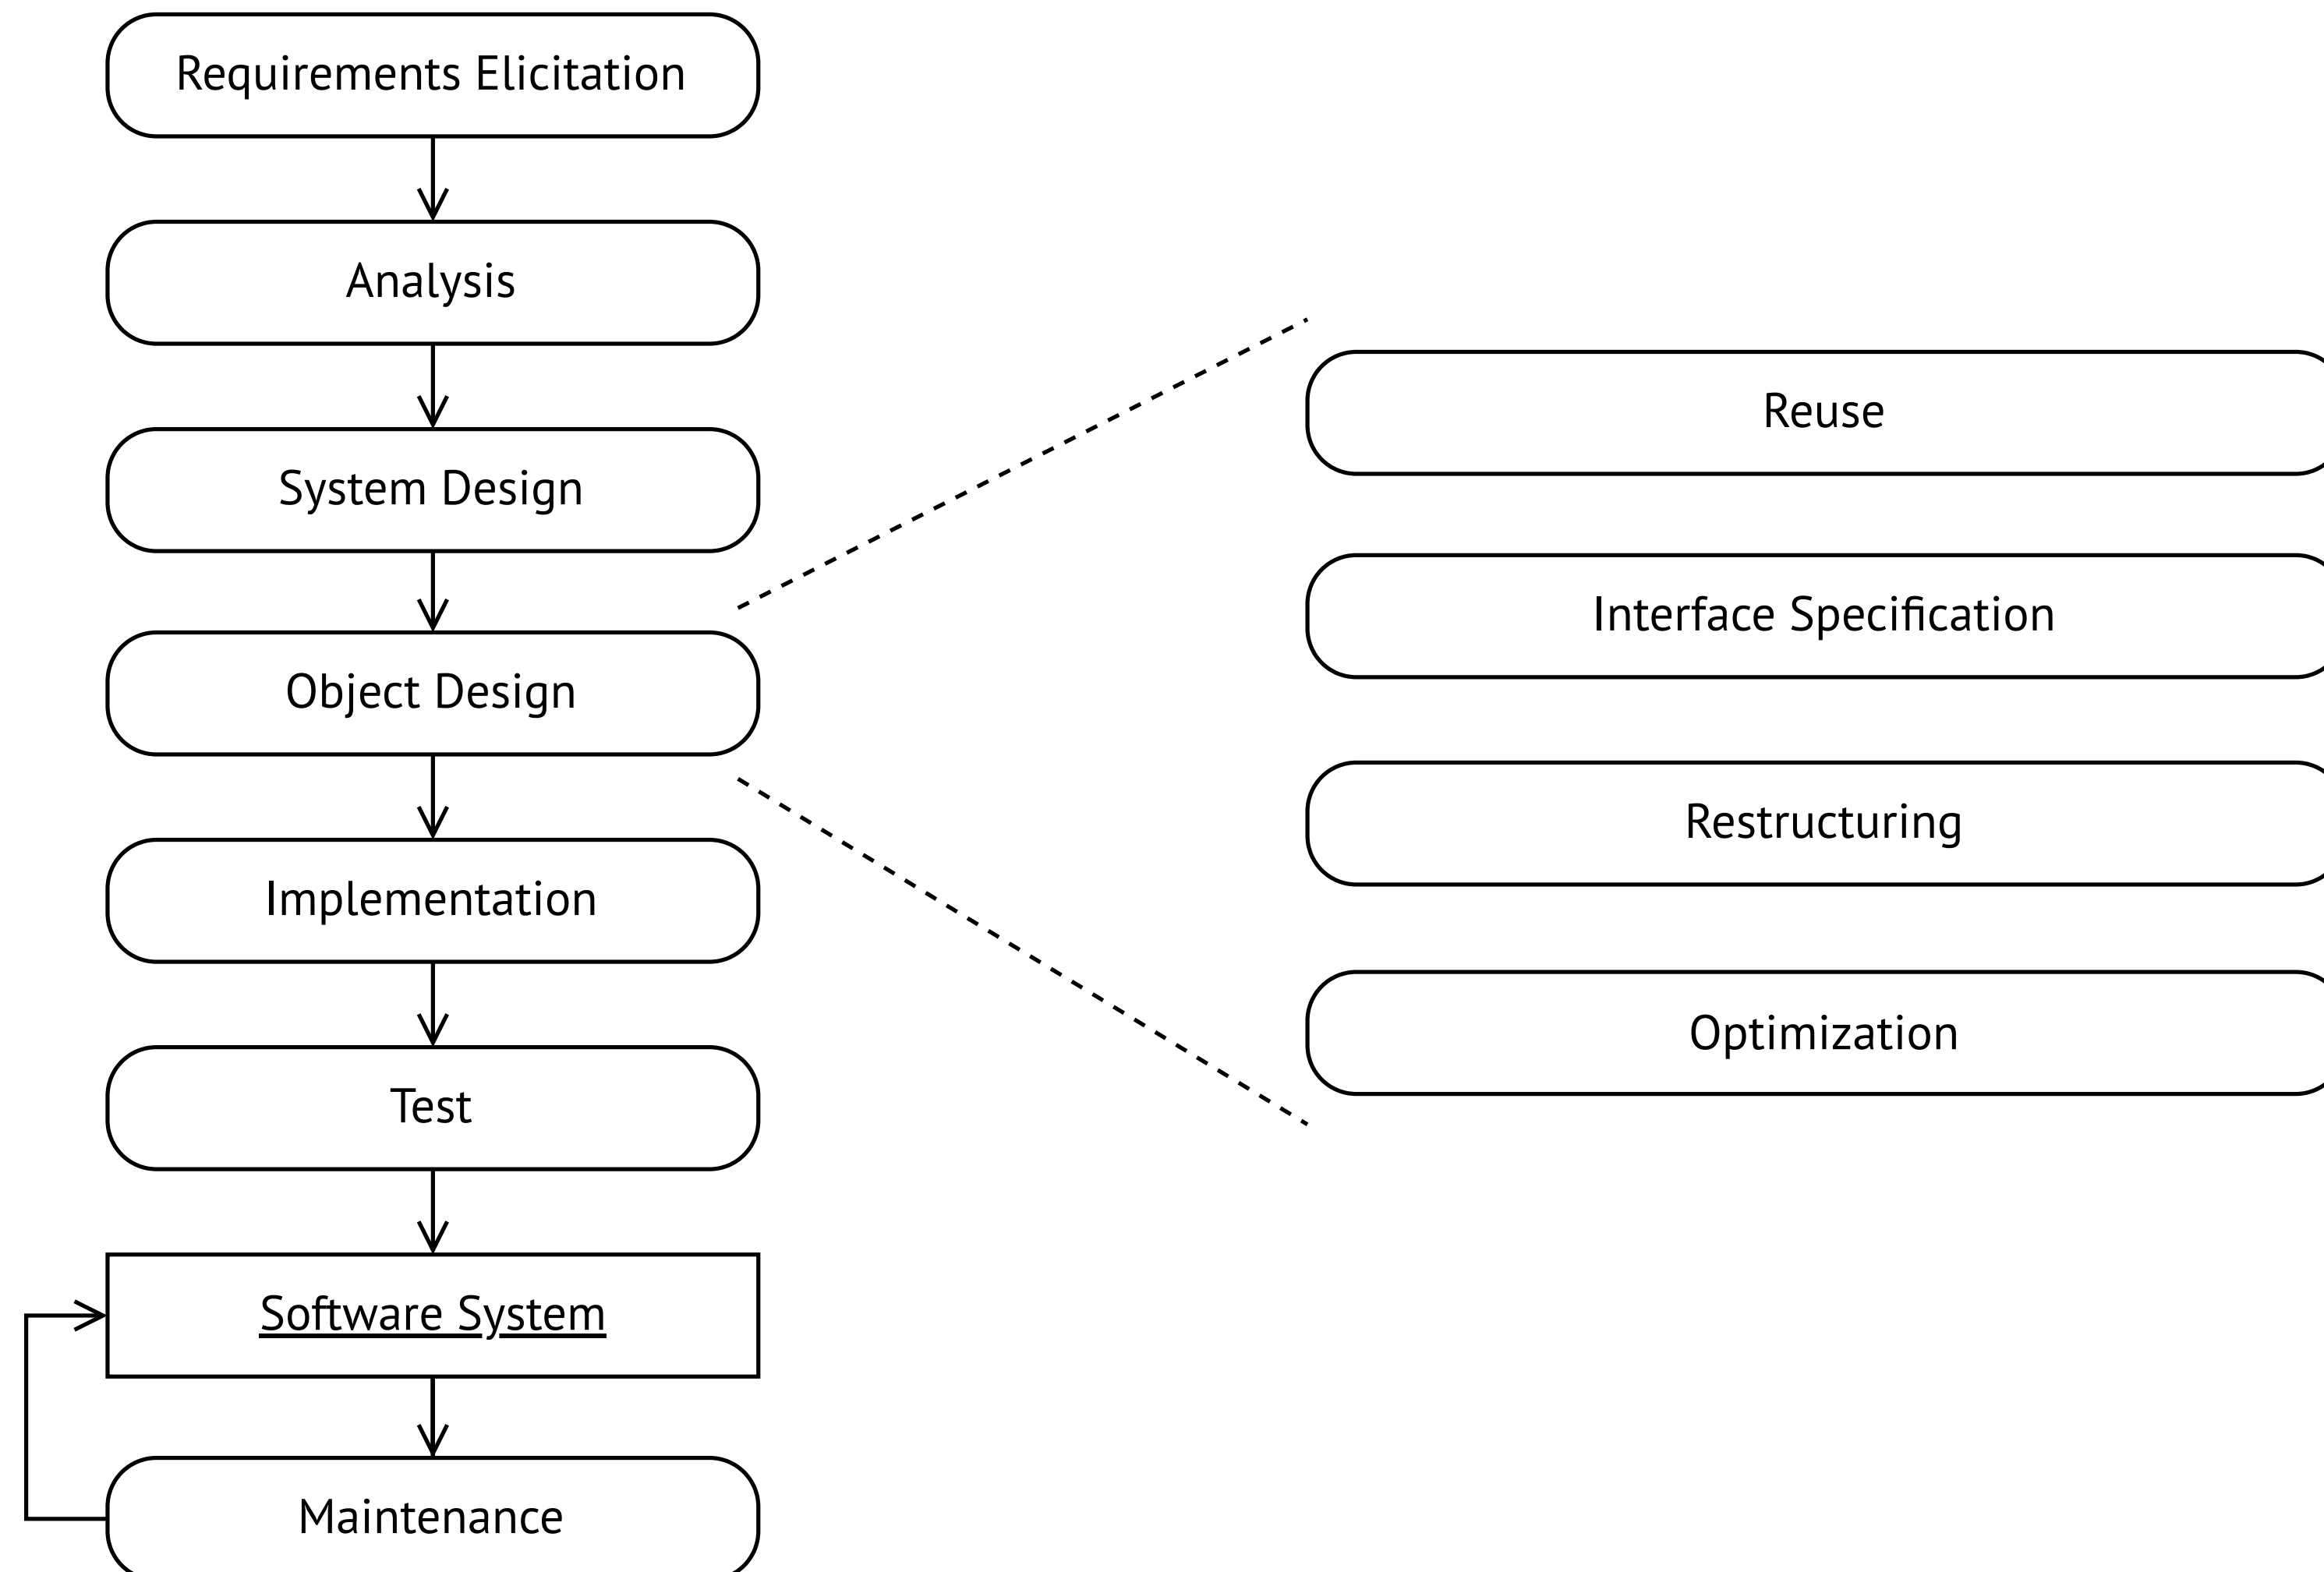 Requirements Elicitation
Analysis
System Design
Object Design
Implementation
Test
Software System
Maintenance
Reuse
Interface Specification
Restructuring
Optimization